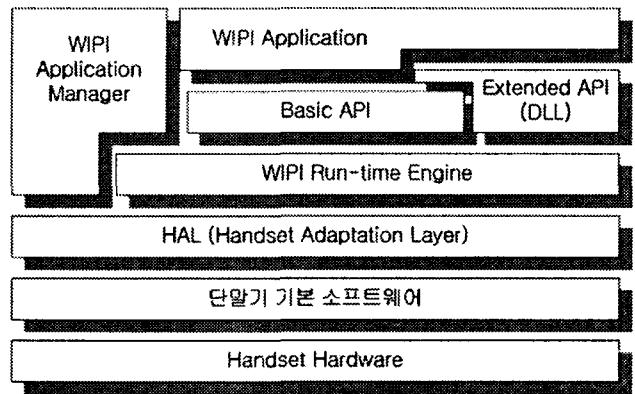 WIPI
Application
Manager
WIPI Application
Basic API
Extended API
(DLL)
WIPI Run-time Engine
HAL (Handset Adaptation Layer)
단말기 기본 소프트웨어
Handset Hardware